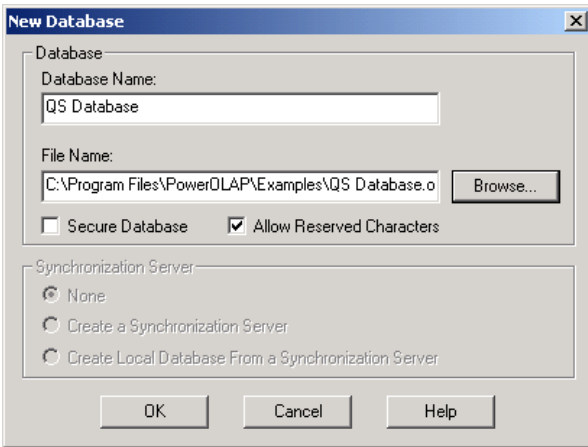 New Database
Database
Database Name:
QS Database
File Name:
C:\Program Files\PowerOLAP\Examples\QS Database.o
Browse...
Secure Database
Allow Reserved Characters
Synchronization Server
None
Create a Synchronization Server
Create Local Database From a Synchronization Server
OK
Cancel
Help